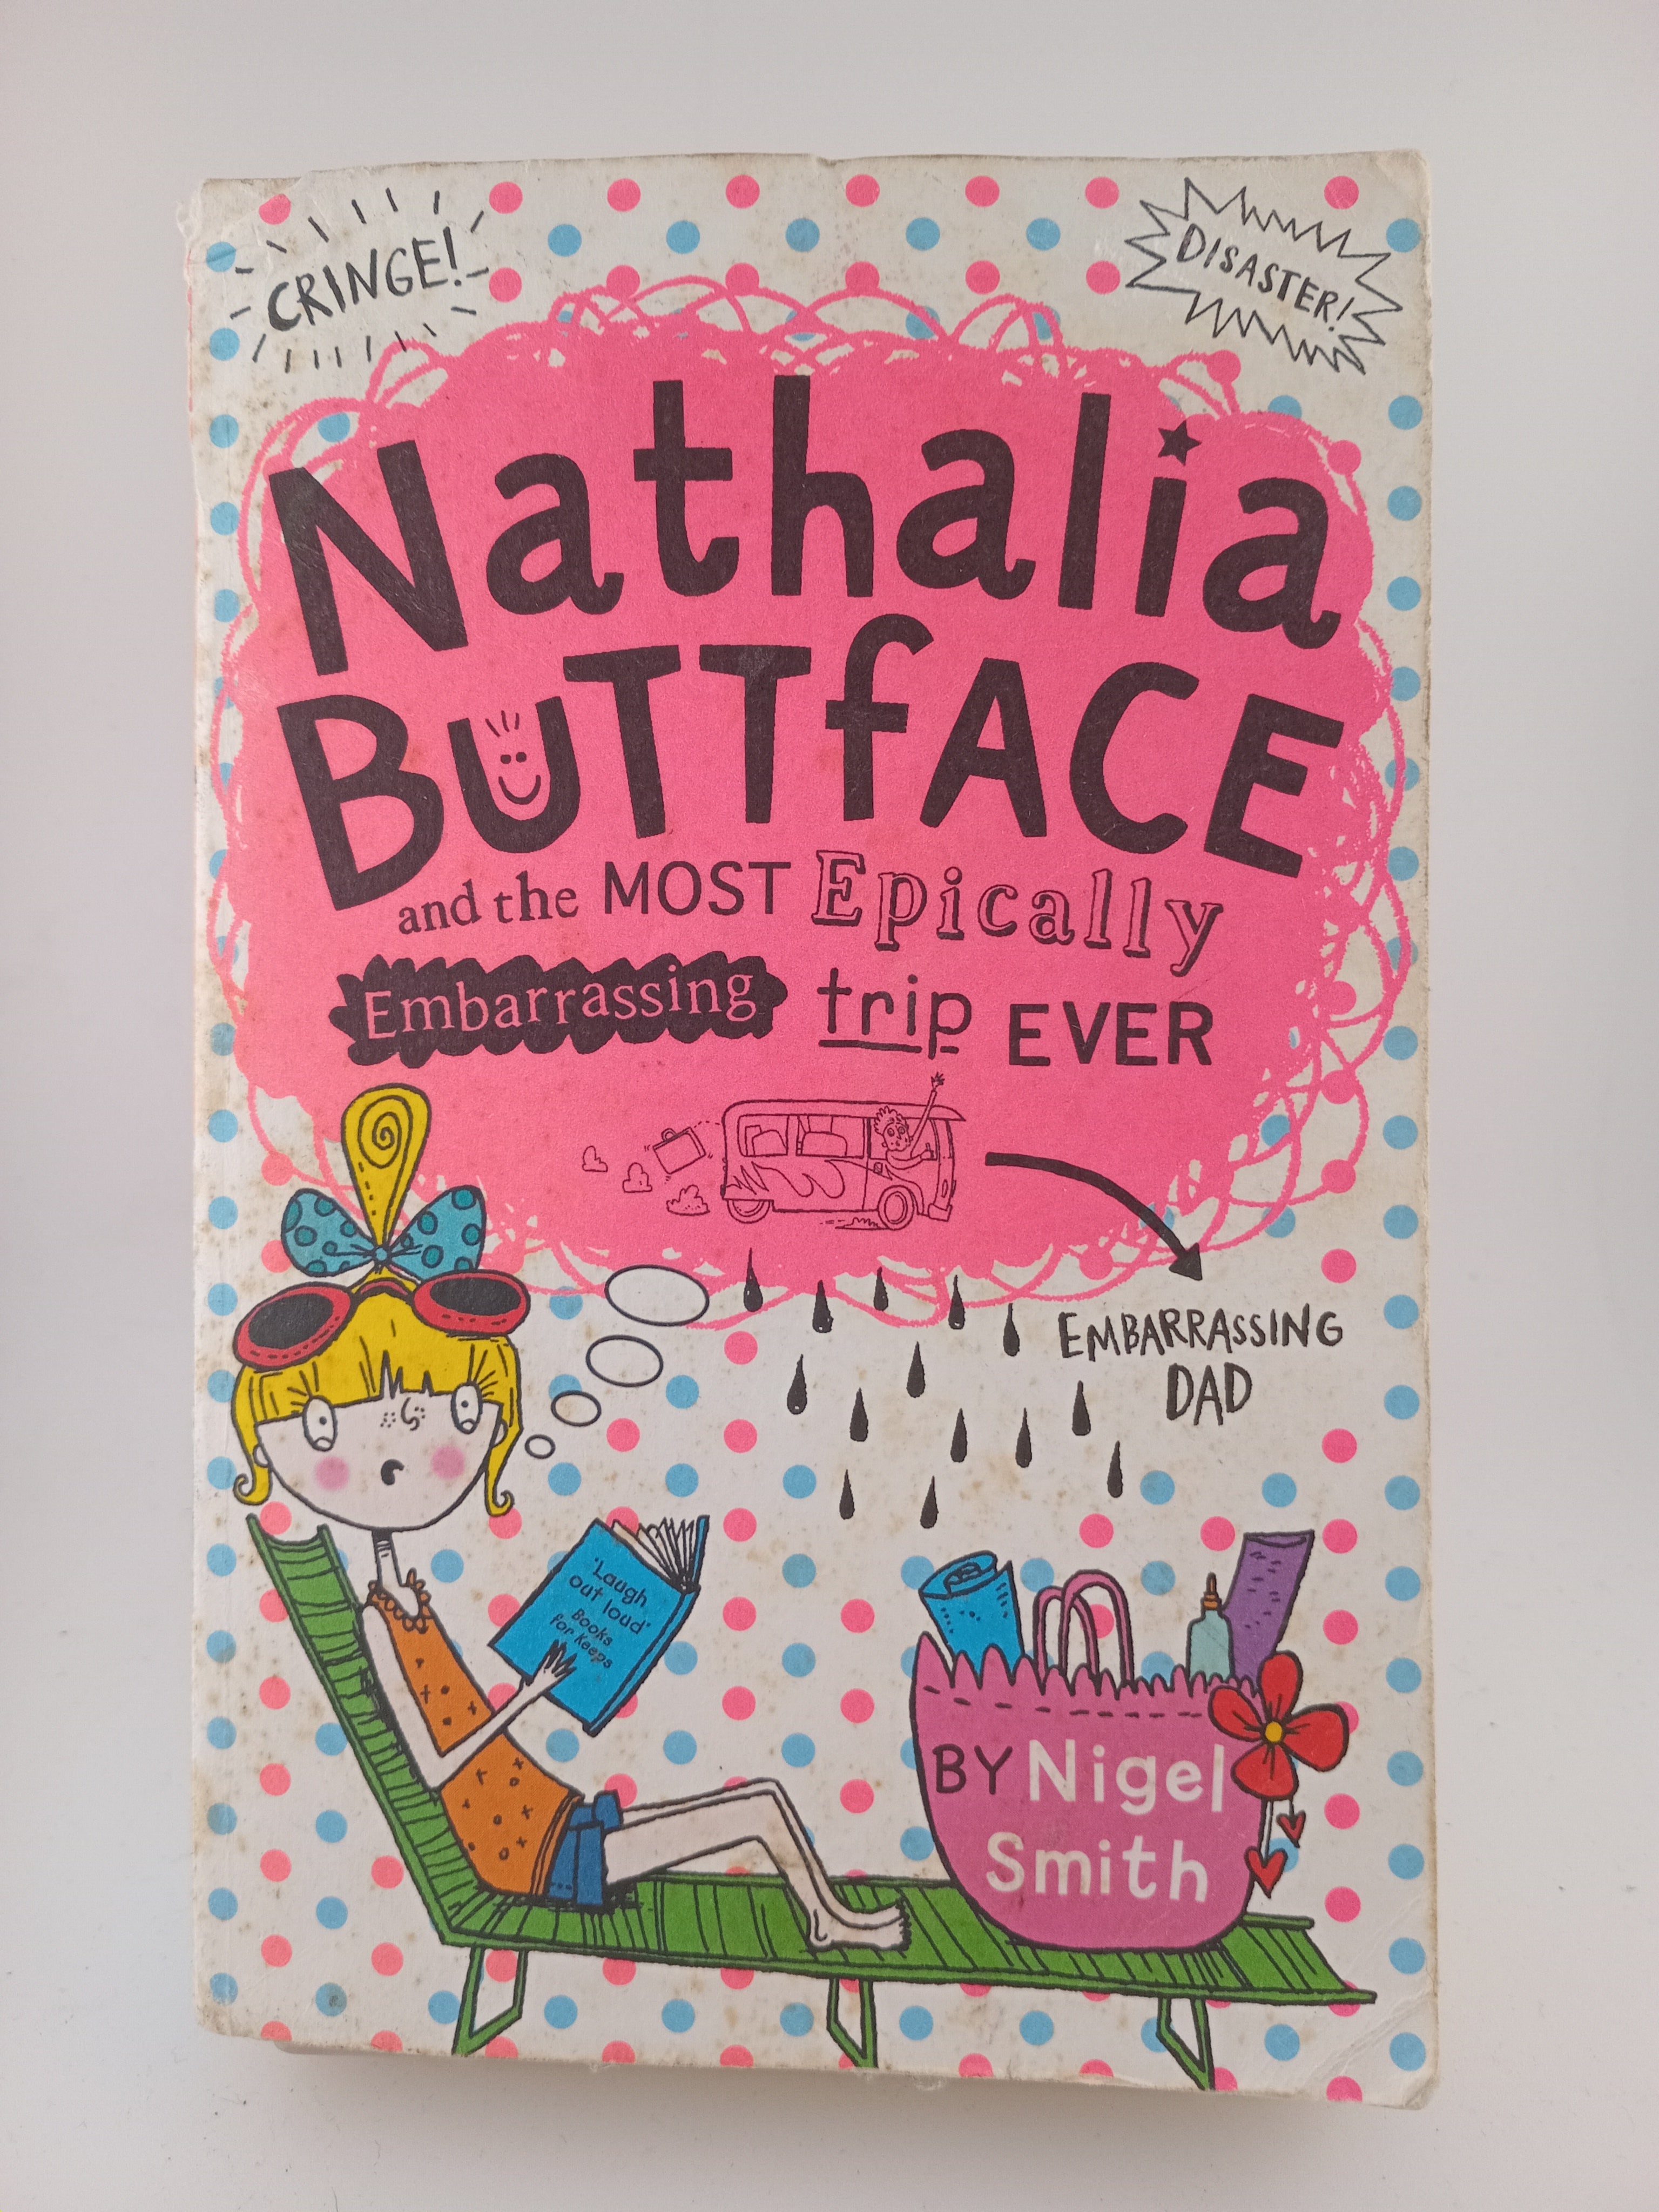 CRINGE!
DISASTER!
Nathalia
BUTTFACE
and the MOST Epically
Embarrassing trip EVER
EMBARRASSING
DAD
'Laugh
out loud'
Books
for Keeps
BY Nigel
Smith